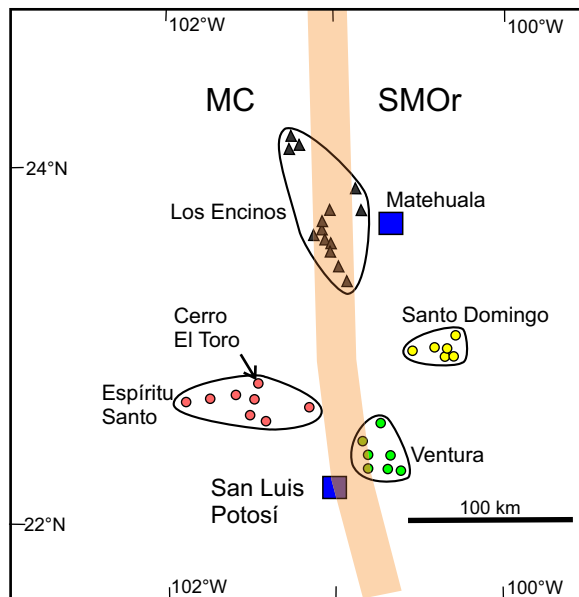 102°W
100°W
MC
SMOr
24°N
Los Encinos
Matehuala
Santo Domingo
Cerro
El Toro
Espíritu
Santo
Ventura
San Luis
Potosí
100 km
22°N
102°W
100°W